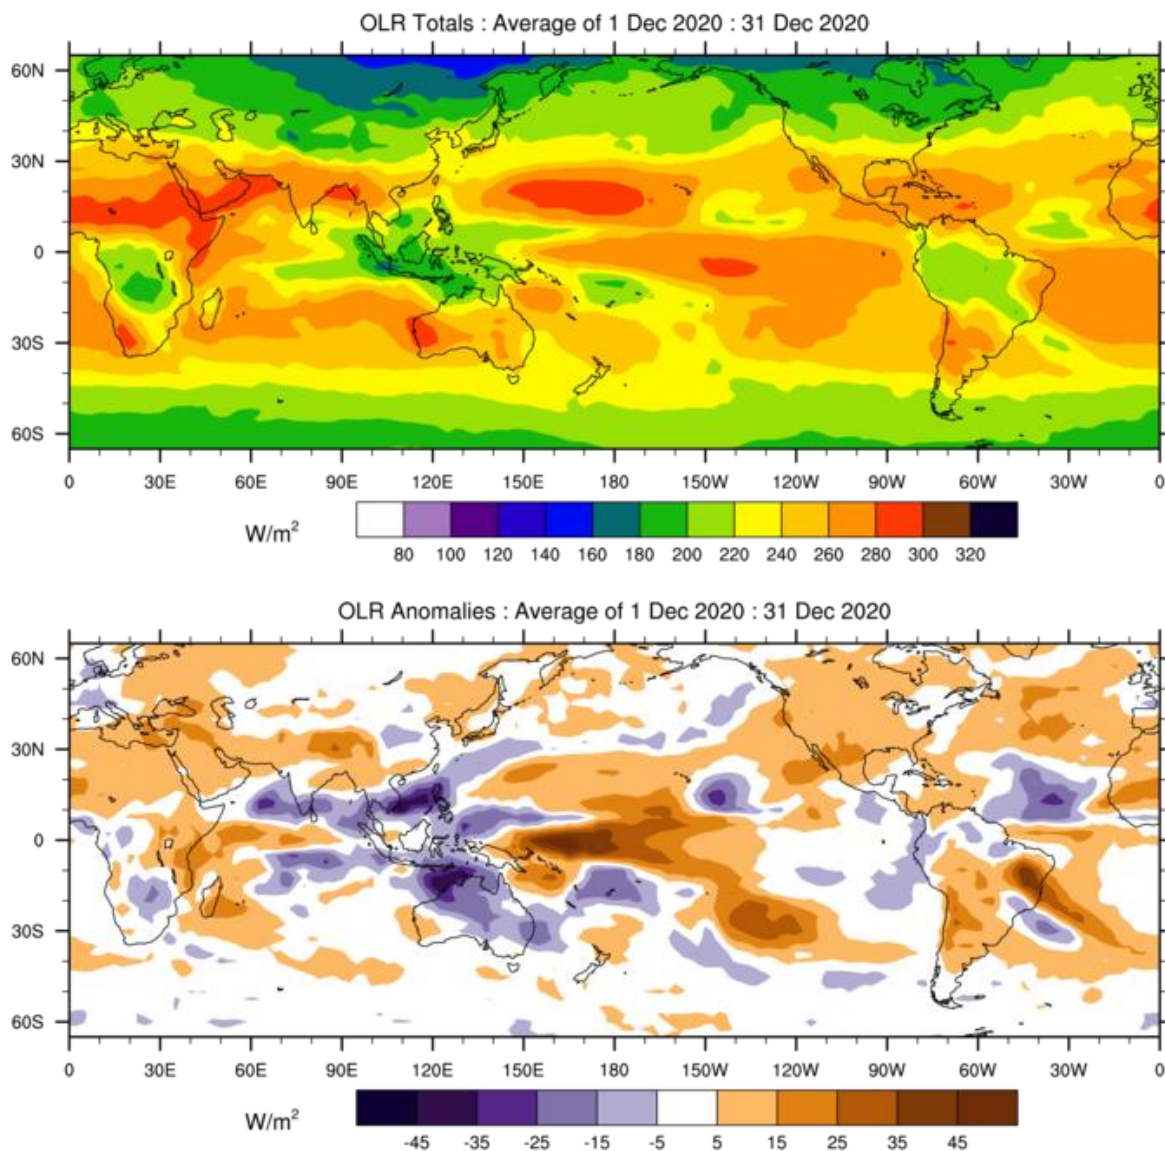 OLR Totals : Average of 1 Dec 2020 : 31 Dec 2020
60N
30N
0
30S
60S
0 30E 60E 90E 120E 150E 180 150W 120W 90W 60W 30W 0
W/m²
80 100 120 140 160 180 200 220 240 260 280 300 320
OLR Anomalies : Average of 1 Dec 2020 : 31 Dec 2020
60N
30N
0
30S
60S
0 30E 60E 90E 120E 150E 180 150W 120W 90W 60W 30W 0
W/m²
-45 -35 -25 -15 -5 5 15 25 35 45